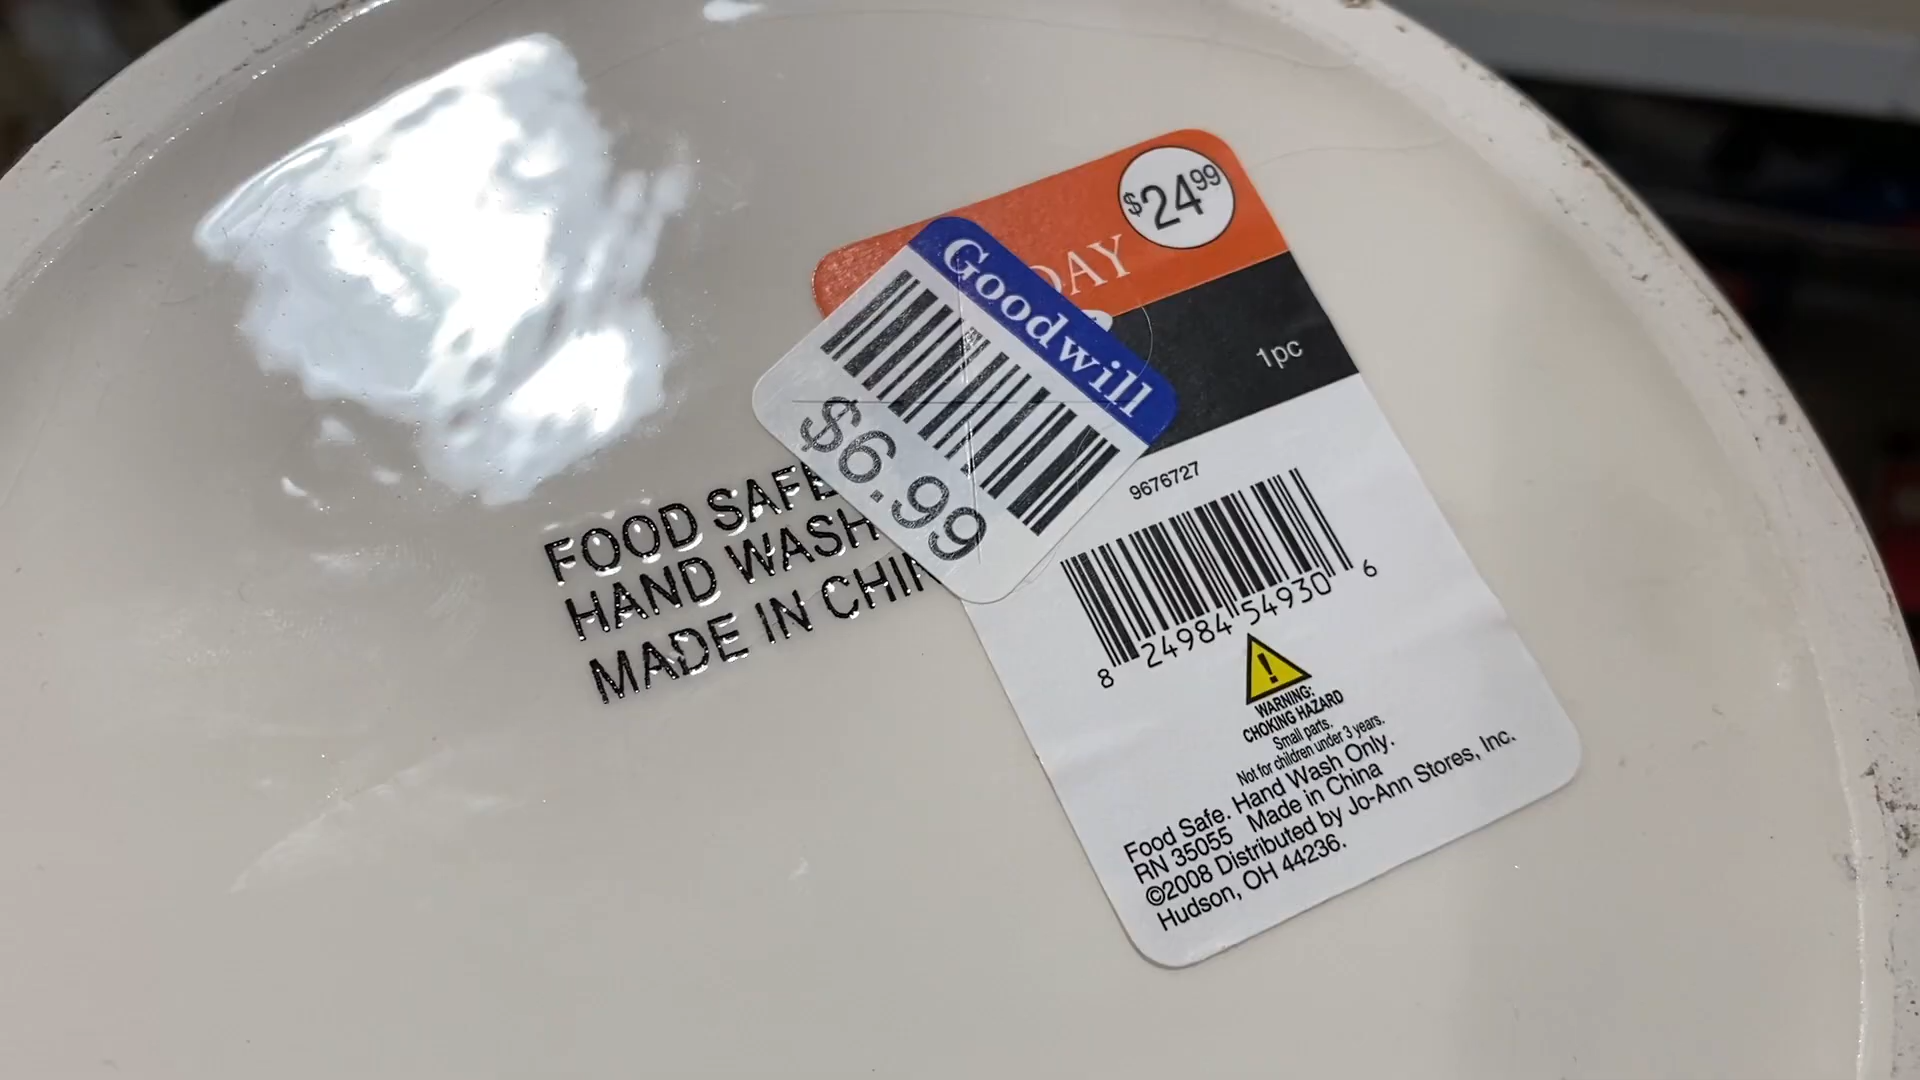 $24.99
DAY
1pc
Goodwill
$6.99
9676727
8 24984 54930 6
FOOD SAFE
HAND WASH
MADE IN CHIN
WARNING:
CHOKING HAZARD
Small parts.
Not for children under 3 years.
Food Safe. Hand Wash Only.
RN 35055 Made in China
©2008 Distributed by Jo-Ann Stores, Inc.
Hudson, OH 44236.